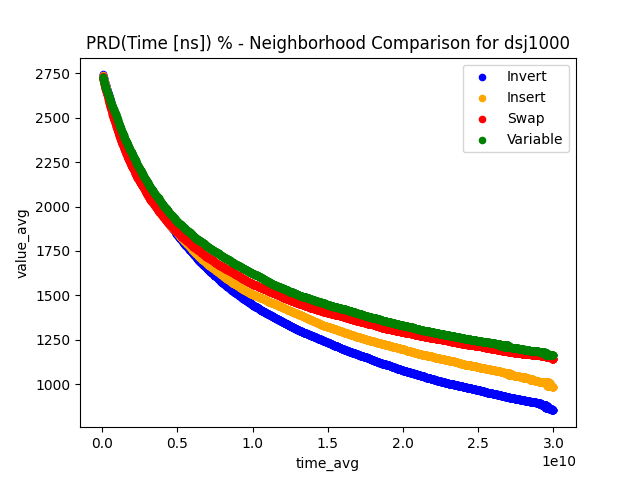 PRD(Time [ns]) % - Neighborhood Comparison for dsj1000
2750
2500
2250
2000
1750
1500
1250
1000
value_avg
Invert
Insert
Swap
Variable
0.0 0.5 1.0 1.5 2.0 2.5 3.0
1e10
time_avg